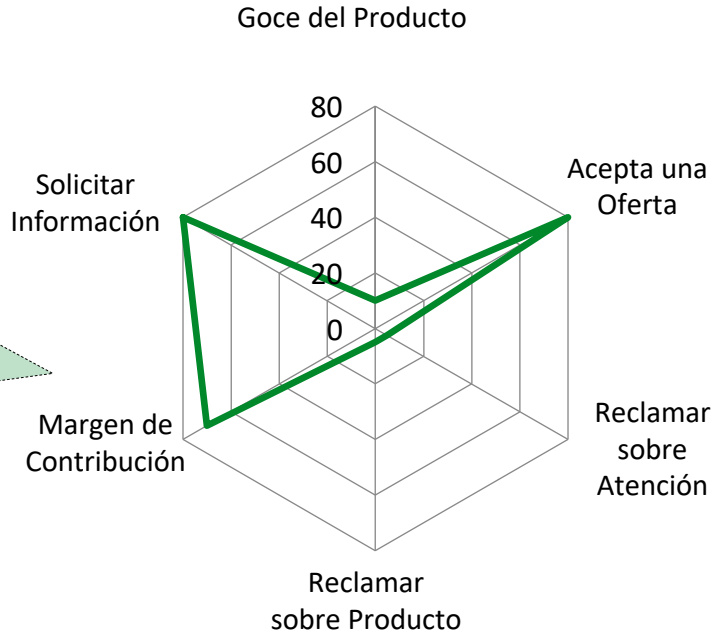 Goce del Producto
80
60
40
20
0
Acepta una
Oferta
Reclamar
sobre
Atención
Reclamar
sobre Producto
Margen de
Contribución
Solicitar
Información